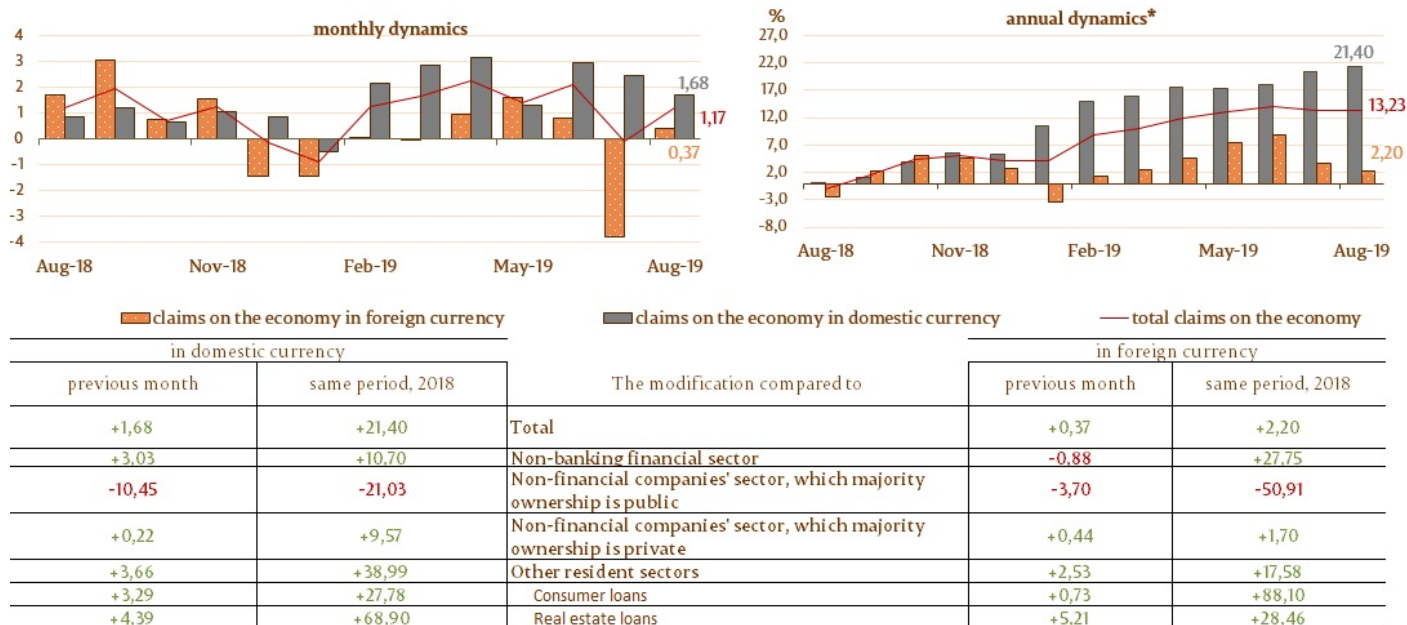 monthly dynamics
4
3
2
1
0
-1
-2
-3
-4
1,68
1,17
0,37
Aug-18 Nov-18 Feb-19 May-19 Aug-19
% annual dynamics*
27,0
22,0
17,0
12,0
7,0
2,0
-3,0
-8,0
21,40
13,23
2,20
Aug-18 Nov-18 Feb-19 May-19 Aug-19
claims on the economy in foreign currency claims on the economy in domestic currency total claims on the economy
in domestic currency in foreign currency
previous month same period, 2018 The modification compared to previous month same period, 2018
+1,68 +21,40 Total +0,37 +2,20
+3,03 +10,70 Non-banking financial sector -0,88 +27,75
-10,45 -21,03 Non-financial companies' sector, which majority
ownership is public -3,70 -50,91
+0,22 +9,57 Non-financial companies' sector, which majority
ownership is private +0,44 +1,70
+3,66 +38,99 Other resident sectors +2,53 +17,58
+3,29 +27,78 Consumer loans +0,73 +88,10
+4,39 +68,90 Real estate loans +5,21 +28,46